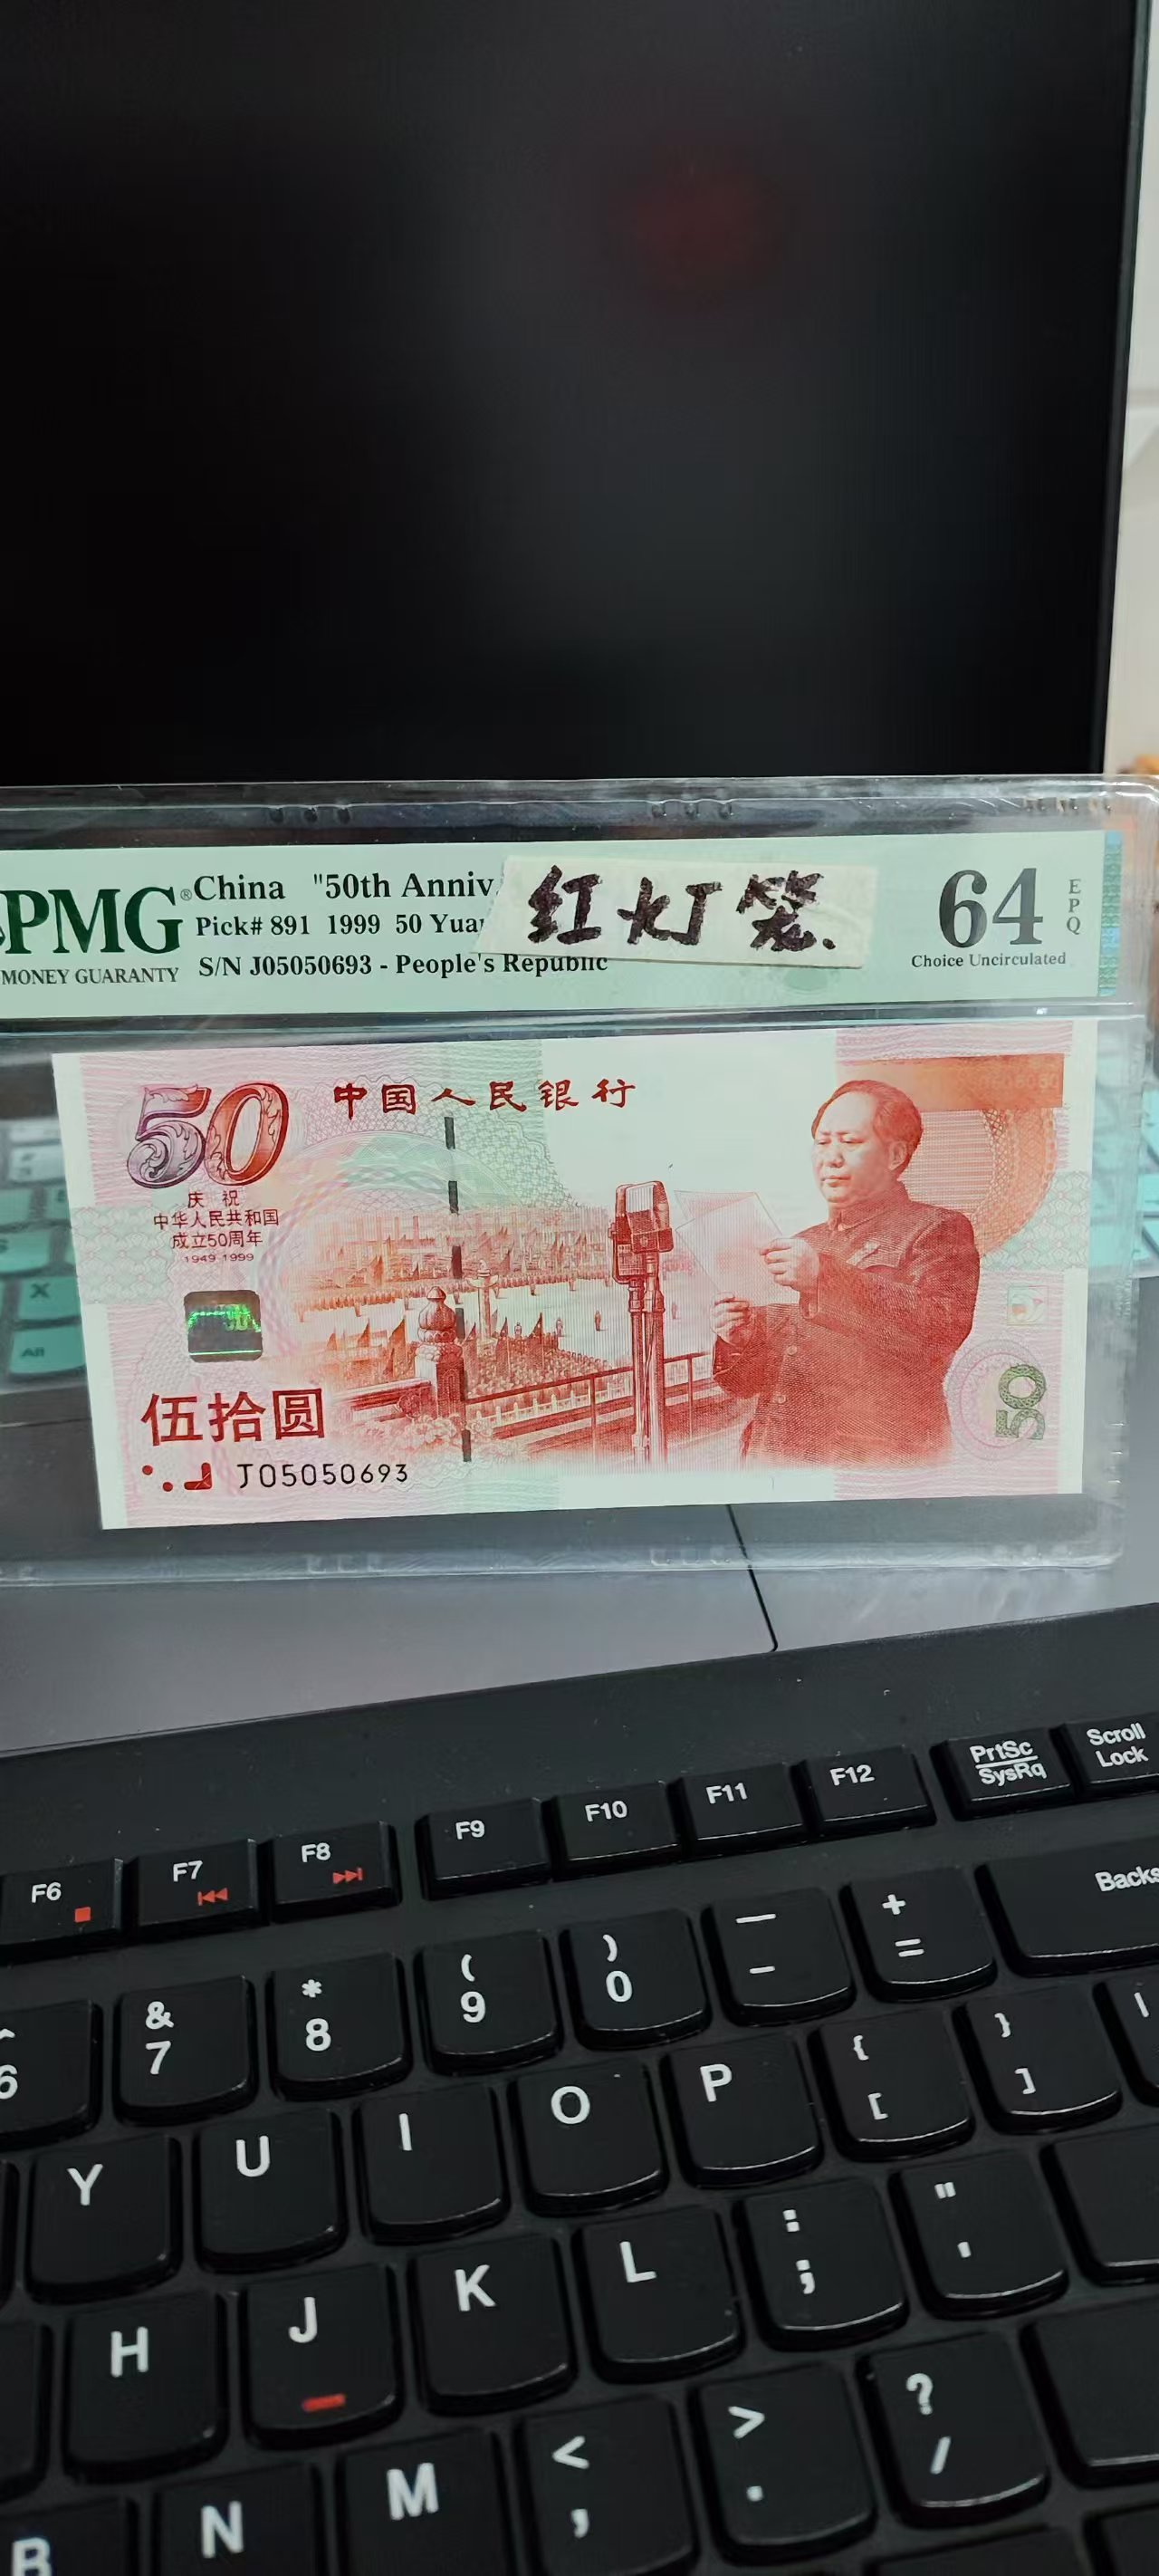 PMG® China "50th Anniv.
Pick# 891 1999 50 Yua
红灯笼.
64 EPQ
MONEY GUARANTY S/N J05050693 - People's Republic
Choice Uncirculated
50 中国人民银行
庆祝
中华人民共和国
成立50周年
1949-1999
伍拾圆
50
J05050693
PrtSc SysRq
Scroll Lock
F6 F7 F8 F9 F10 F11 F12
Backs
^ 6 & 7 * 8 ( 9 ) 0 — - + =
Y U I O P { [ } ]
H J K L : ; " '
B N M < , > . ? /
X
Alt